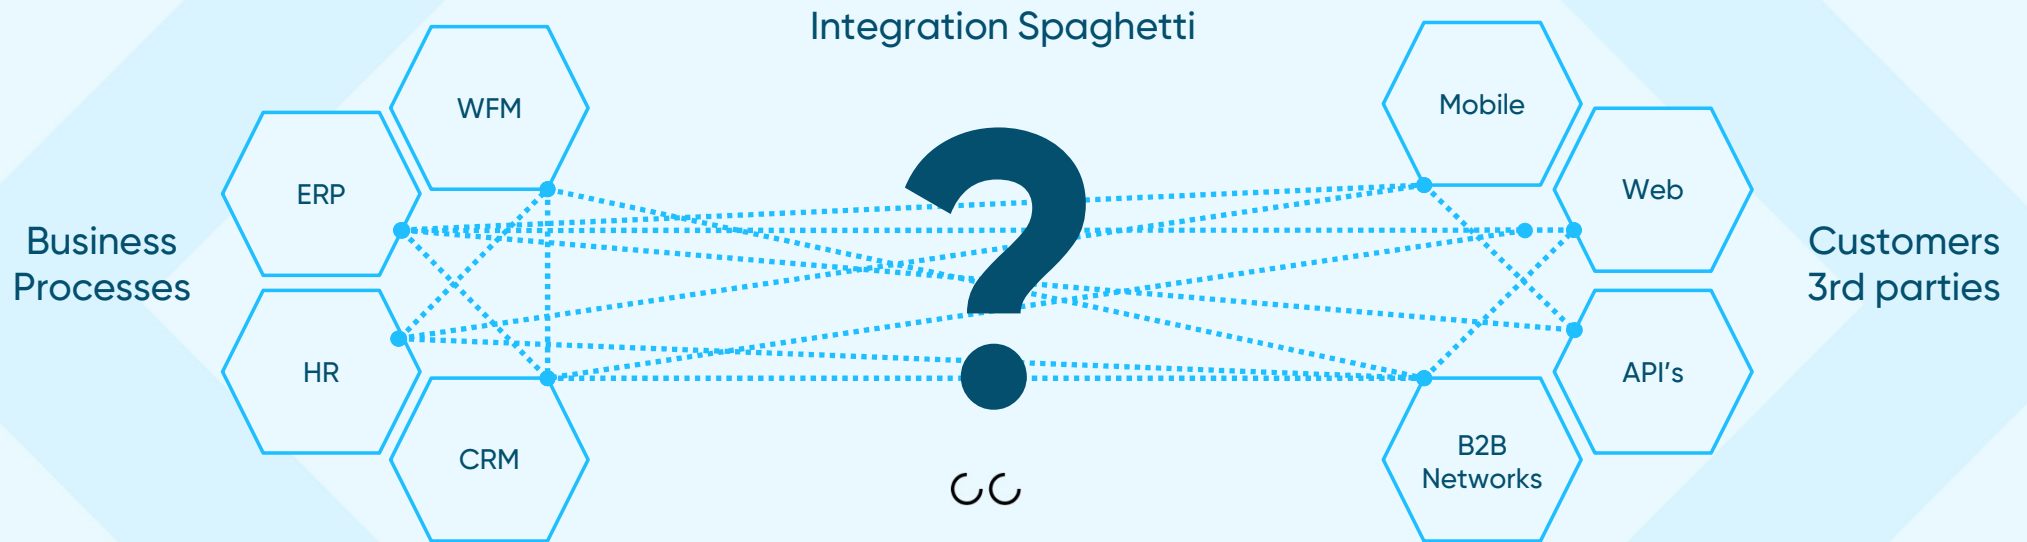 Integration Spaghetti
WFM
ERP
Business
Processes
HR
CRM
?
Mobile
Web
Customers
3rd parties
API's
B2B
Networks